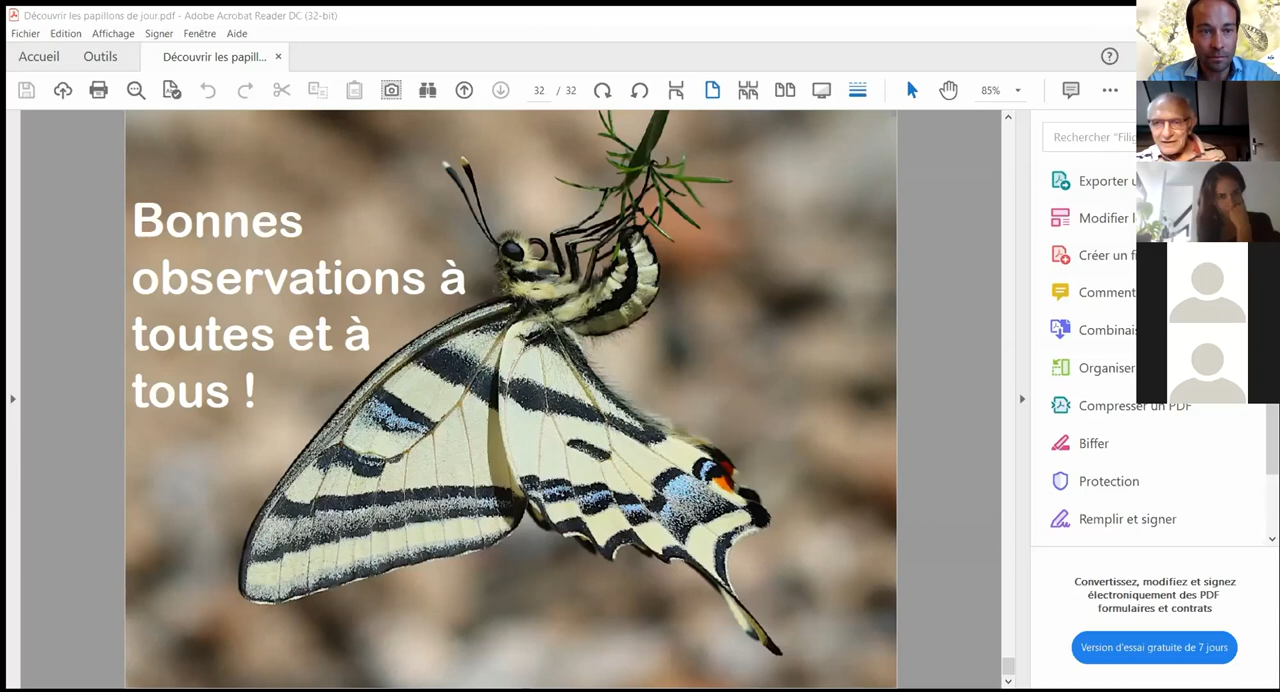 Découvrir les papillons de jour.pdf - Adobe Acrobat Reader DC (32-bit)
Fichier Edition Affichage Signer Fenêtre Aide
Accueil Outils Découvrir les papill... ×
32 / 32 85%
Bonnes
observations à
toutes et à
tous !
Rechercher "Filig
Exporter
Modifier
Créer un
Comment
Combinais
Organiser
Compresser un PDF
Biffer
Protection
Remplir et signer
Convertissez, modifiez et signez
électroniquement des PDF
formulaires et contrats
Version d'essai gratuite de 7 jours